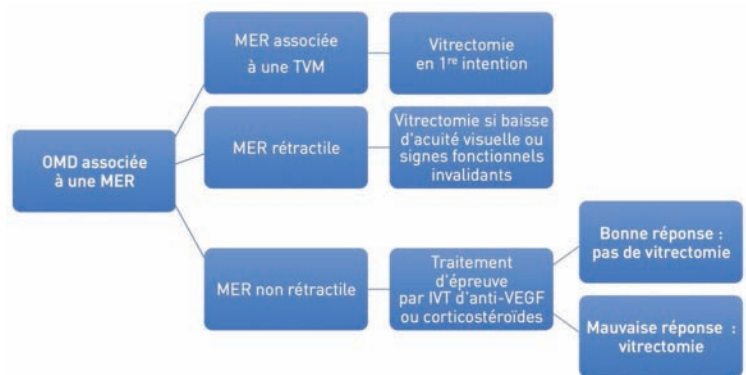 OMD associée
à une MER
MER associée
à une TVM
Vitrectomie
en 1re intention
MER rétractile
Vitrectomie si baisse
d'acuité visuelle ou
signes fonctionnels
invalidants
MER non rétractile
Traitement
d'épreuve
par IVT d'anti-VEGF
ou corticostéroïdes
Bonne réponse :
pas de vitrectomie
Mauvaise réponse :
vitrectomie